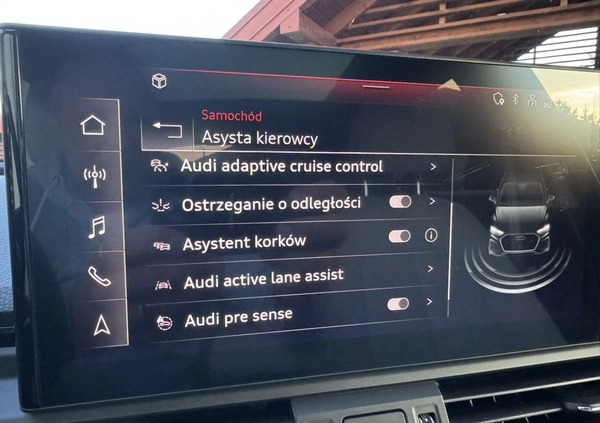 Samochód
Asysta kierowcy
Audi adaptive cruise control
Ostrzeganie o odległości
Asystent korków
Audi active lane assist
Audi pre sense